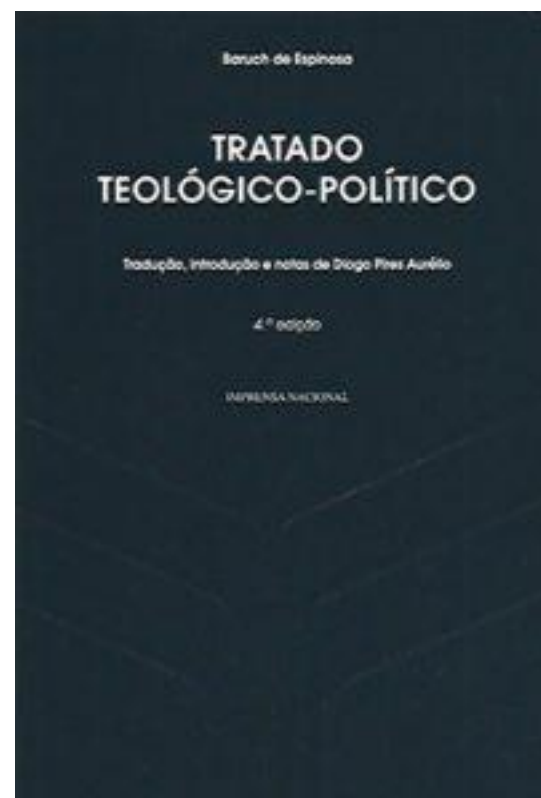 Baruch de Espinosa
TRATADO
TEOLÓGICO-POLÍTICO
Tradução, introdução e notas de Diogo Pires Aurélio
4.ª edição
IMPRENSA NACIONAL